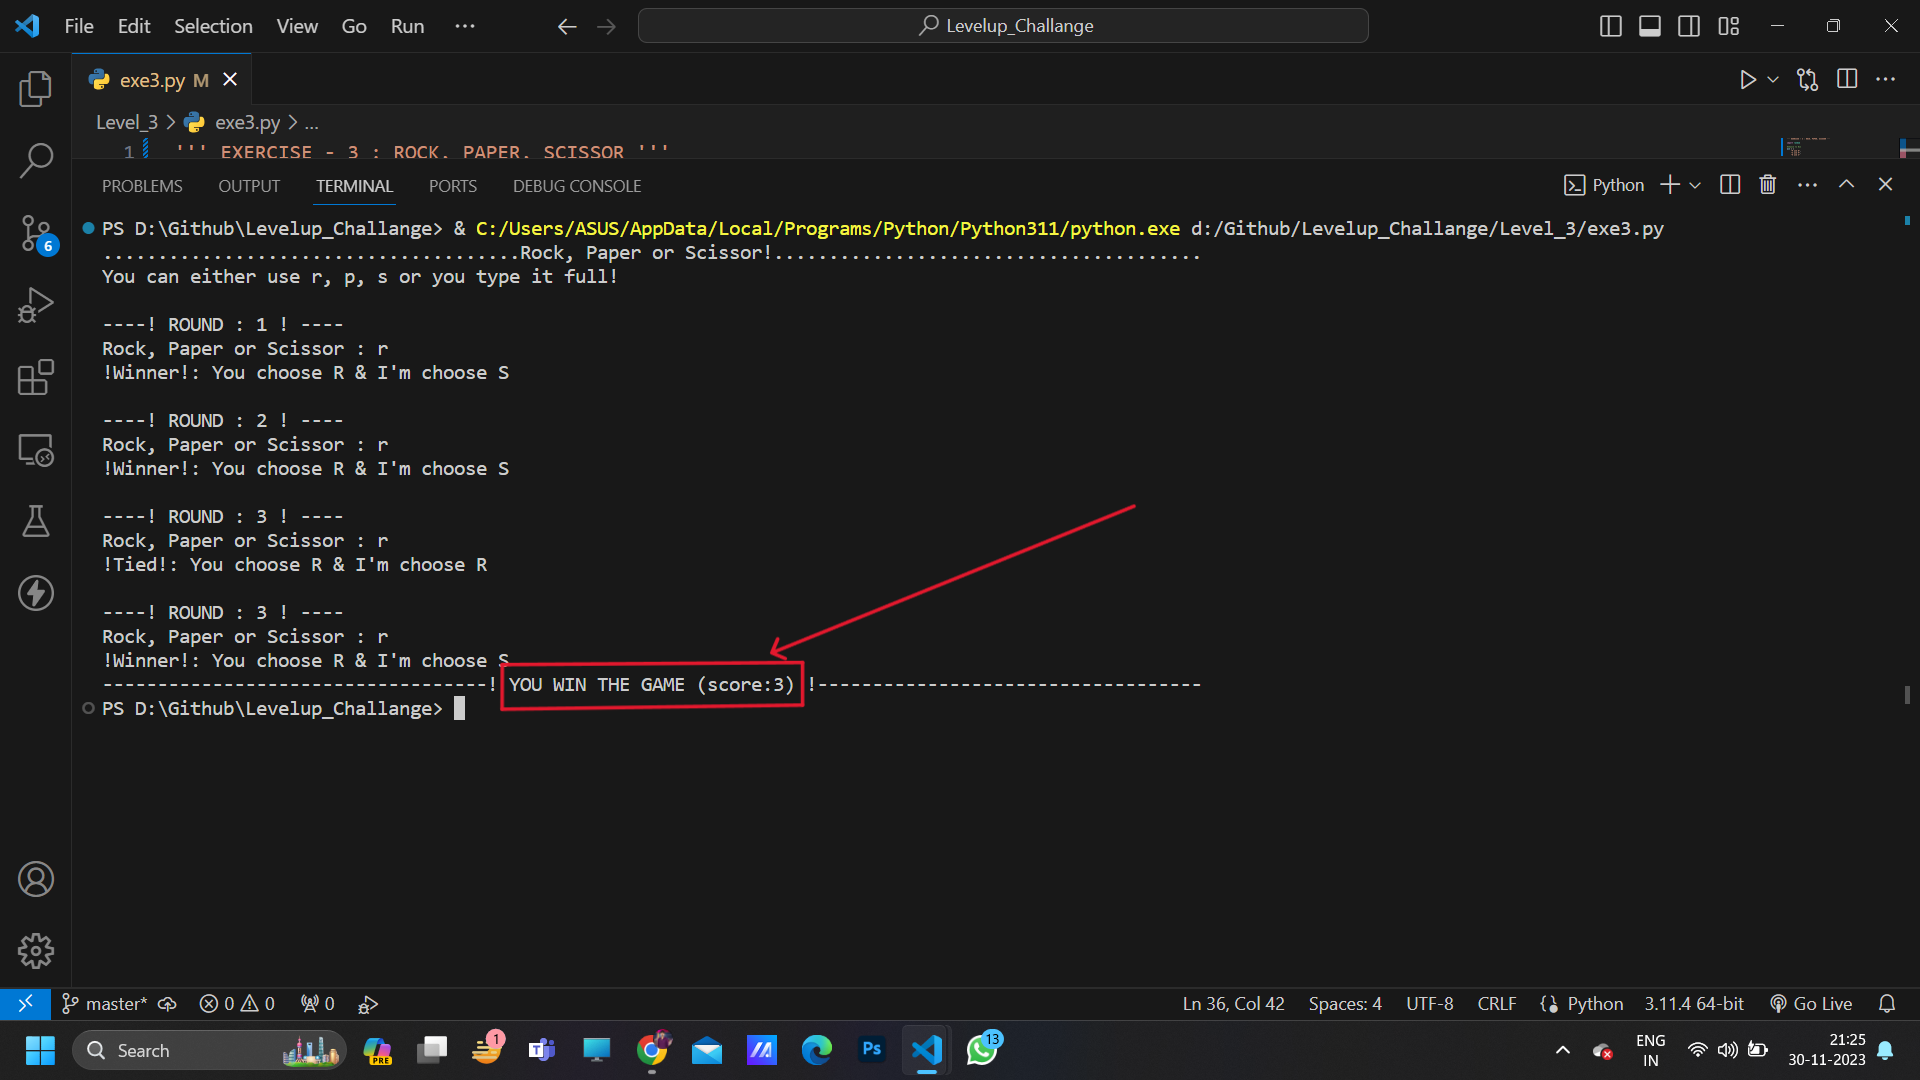 File Edit Selection View Go Run ··· Levelup_Challange
exe3.py M
Level_3 > exe3.py > ...
1 ''' EXERCISE - 3 : ROCK, PAPER, SCISSOR '''
PROBLEMS OUTPUT TERMINAL PORTS DEBUG CONSOLE Python
PS D:\Github\Levelup_Challange> & C:/Users/ASUS/AppData/Local/Programs/Python/Python311/python.exe d:/Github/Levelup_Challange/Level_3/exe3.py
......................................Rock, Paper or Scissor!.......................................
You can either use r, p, s or you type it full!
----! ROUND : 1 ! ----
Rock, Paper or Scissor : r
!Winner!: You choose R & I'm choose S
----! ROUND : 2 ! ----
Rock, Paper or Scissor : r
!Winner!: You choose R & I'm choose S
----! ROUND : 3 ! ----
Rock, Paper or Scissor : r
!Tied!: You choose R & I'm choose R
----! ROUND : 3 ! ----
Rock, Paper or Scissor : r
!Winner!: You choose R & I'm choose S
-----------------------------------! YOU WIN THE GAME (score:3) !-----------------------------------
PS D:\Github\Levelup_Challange>
6
master* 0 0 0 Ln 36, Col 42 Spaces: 4 UTF-8 CRLF Python 3.11.4 64-bit Go Live
Search PRE 1 Ps 13 ENG IN 21:25
30-11-2023